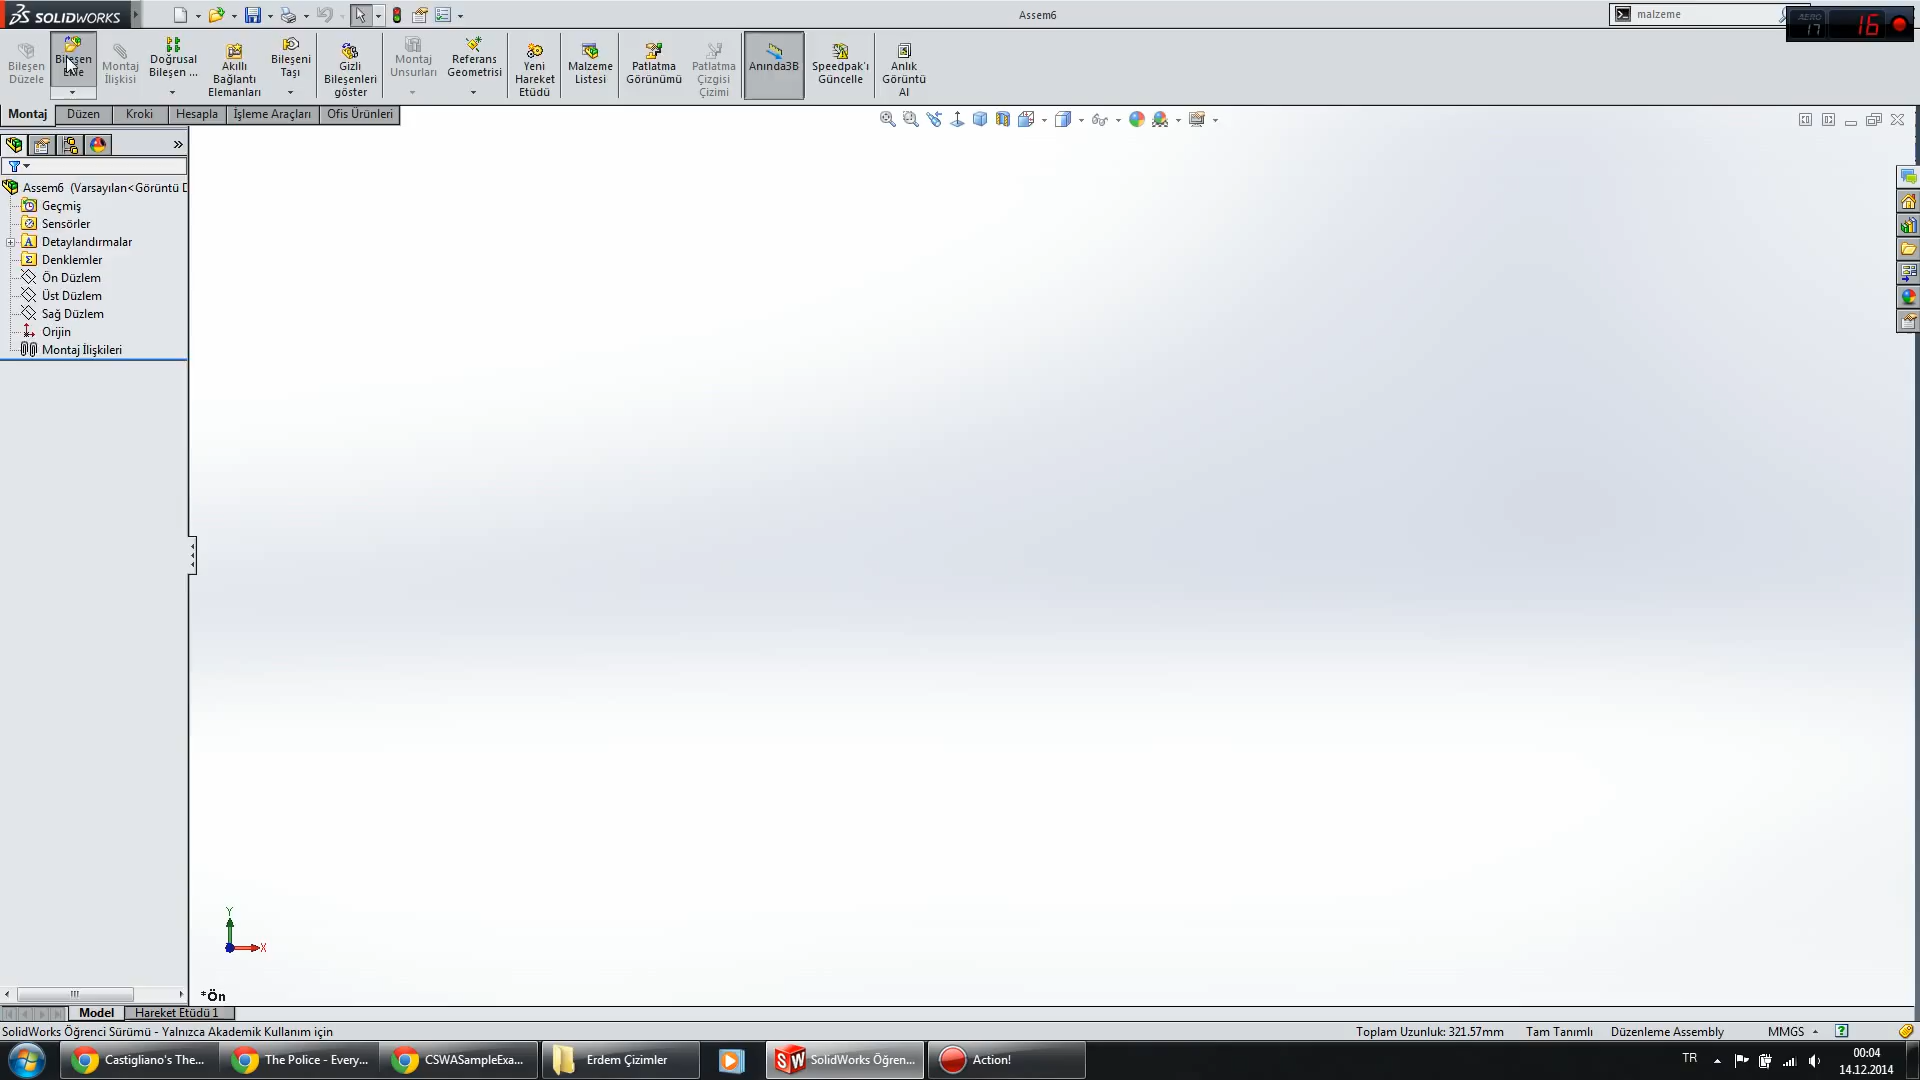 SOLIDWORKS
Assem6
malzeme
AERO
17
16
Bileşen Düzele
Bileşen
Montaj İlişkisi
Doğrusal Bileşen ...
Akıllı Bağlantı Elemanları
Bileşeni Taşı
Gizli Bileşenleri göster
Montaj Unsurları
Referans Geometrisi
Yeni Hareket Etüdü
Malzeme Listesi
Patlatma Görünümü
Patlatma Çizgisi Çizimi
Anında3B
Speedpak'ı Güncelle
Anlık Görüntü Al
Montaj
Düzen
Kroki
Hesapla
İşleme Araçları
Ofis Ürünleri
Assem6 (Varsayılan<Görüntü D
Geçmiş
Sensörler
Detaylandırmalar
Denklemler
Ön Düzlem
Üst Düzlem
Sağ Düzlem
Orijin
Montaj İlişkileri
Y
X
*Ön
Model
Hareket Etüdü 1
SolidWorks Öğrenci Sürümü - Yalnızca Akademik Kullanım için
Toplam Uzunluk: 321.57mm
Tam Tanımlı
Düzenleme Assembly
MMGS
Castigliano's The...
The Police - Every...
CSWASampleExa...
Erdem Çizimler
SolidWorks Öğren...
Action!
TR
00:04
14.12.2014